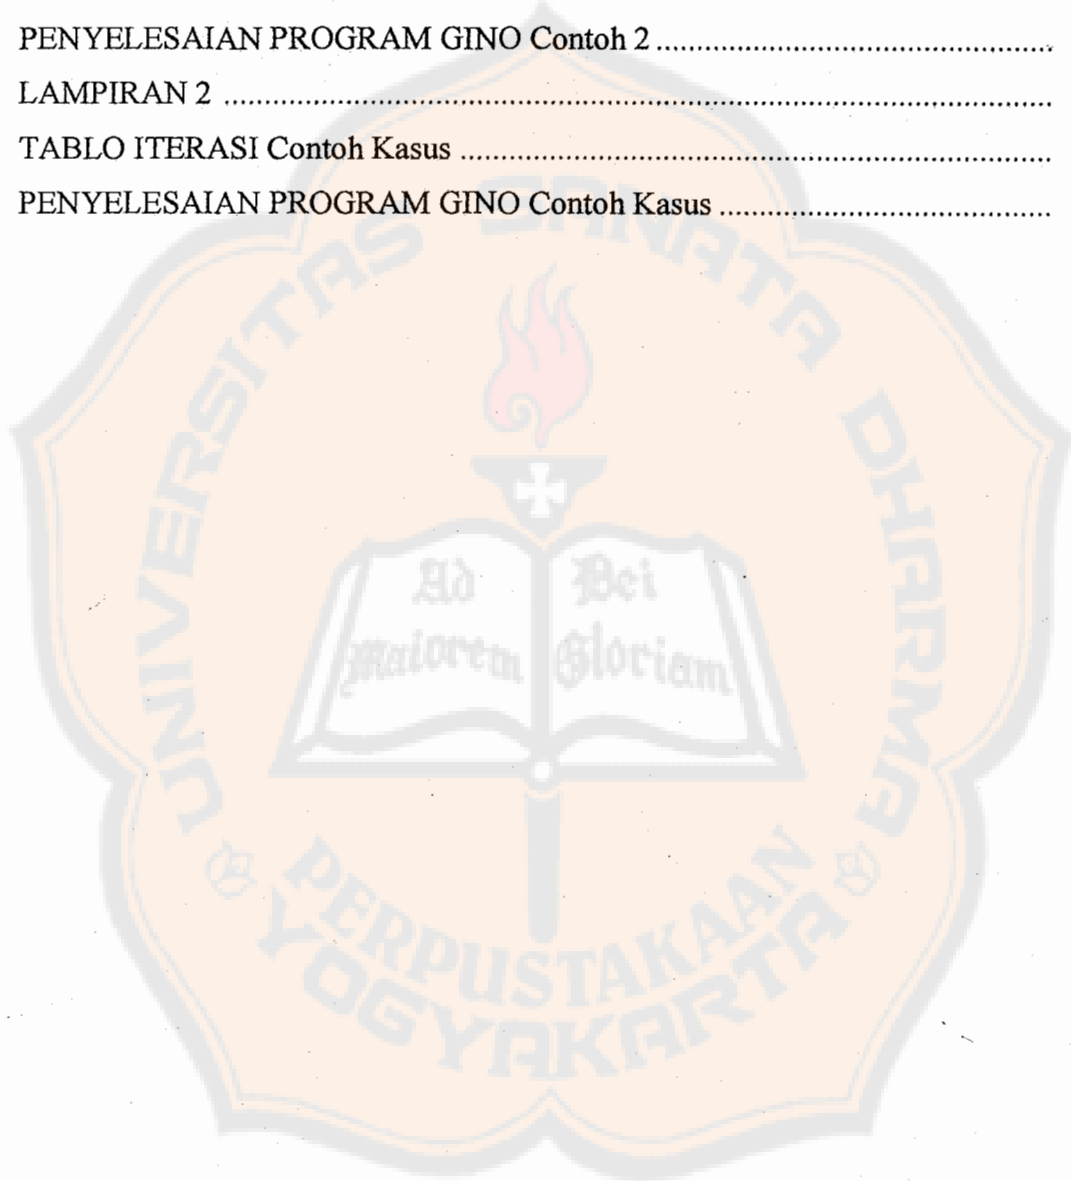 PENYELESAIAN PROGRAM GINO Contoh 2 ................................................
LAMPIRAN 2 ....................................................................................................
TABLO ITERASI Contoh Kasus ........................................................................
PENYELESAIAN PROGRAM GINO Contoh Kasus ........................................
UNIVERSITAS SANATA DHARMA
Ad Dei
Maiorem Gloriam
PERPUSTAKAAN
YOGYAKARTA